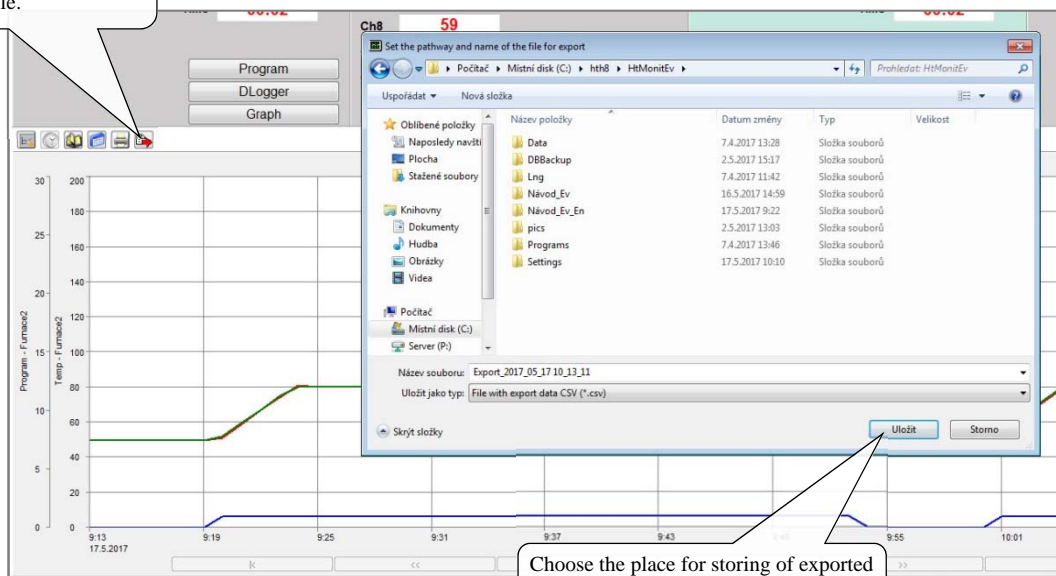 le.
Ch8 59
Program
DLogger
Graph
Set the pathway and name of the file for export
Počítač ▸ Místní disk (C:) ▸ hth8 ▸ HtMonitEv ▸
Prohledat: HtMonitEv
Uspořádat Nová složka
Oblíbené položky
Naposledy navští
Plocha
Stažené soubory
Knihovny
Dokumenty
Hudba
Obrázky
Videa
Počítač
Místní disk (C:)
Server (P:)
Název položky Datum změny Typ Velikost
Data 7.4.2017 13:28 Složka souborů
DBBackup 2.5.2017 15:17 Složka souborů
Lng 7.4.2017 11:42 Složka souborů
Návod_Ev 16.5.2017 14:59 Složka souborů
Návod_Ev_En 17.5.2017 9:22 Složka souborů
pics 2.5.2017 13:03 Složka souborů
Programs 7.4.2017 13:46 Složka souborů
Settings 17.5.2017 10:10 Složka souborů
Název souboru: Export_2017_05_17 10_13_11
Uložit jako typ: File with export data CSV (*.csv)
Skrýt složky
Uložit Storno
Program - Furnace2
30
25
20
15
10
5
0
Temp - Furnace2
200
180
160
140
120
100
80
60
40
20
0
9:13 9:19 9:25 9:31 9:37 9:43 9:55 10:01
17.5.2017
|< << >>
Choose the place for storing of exported